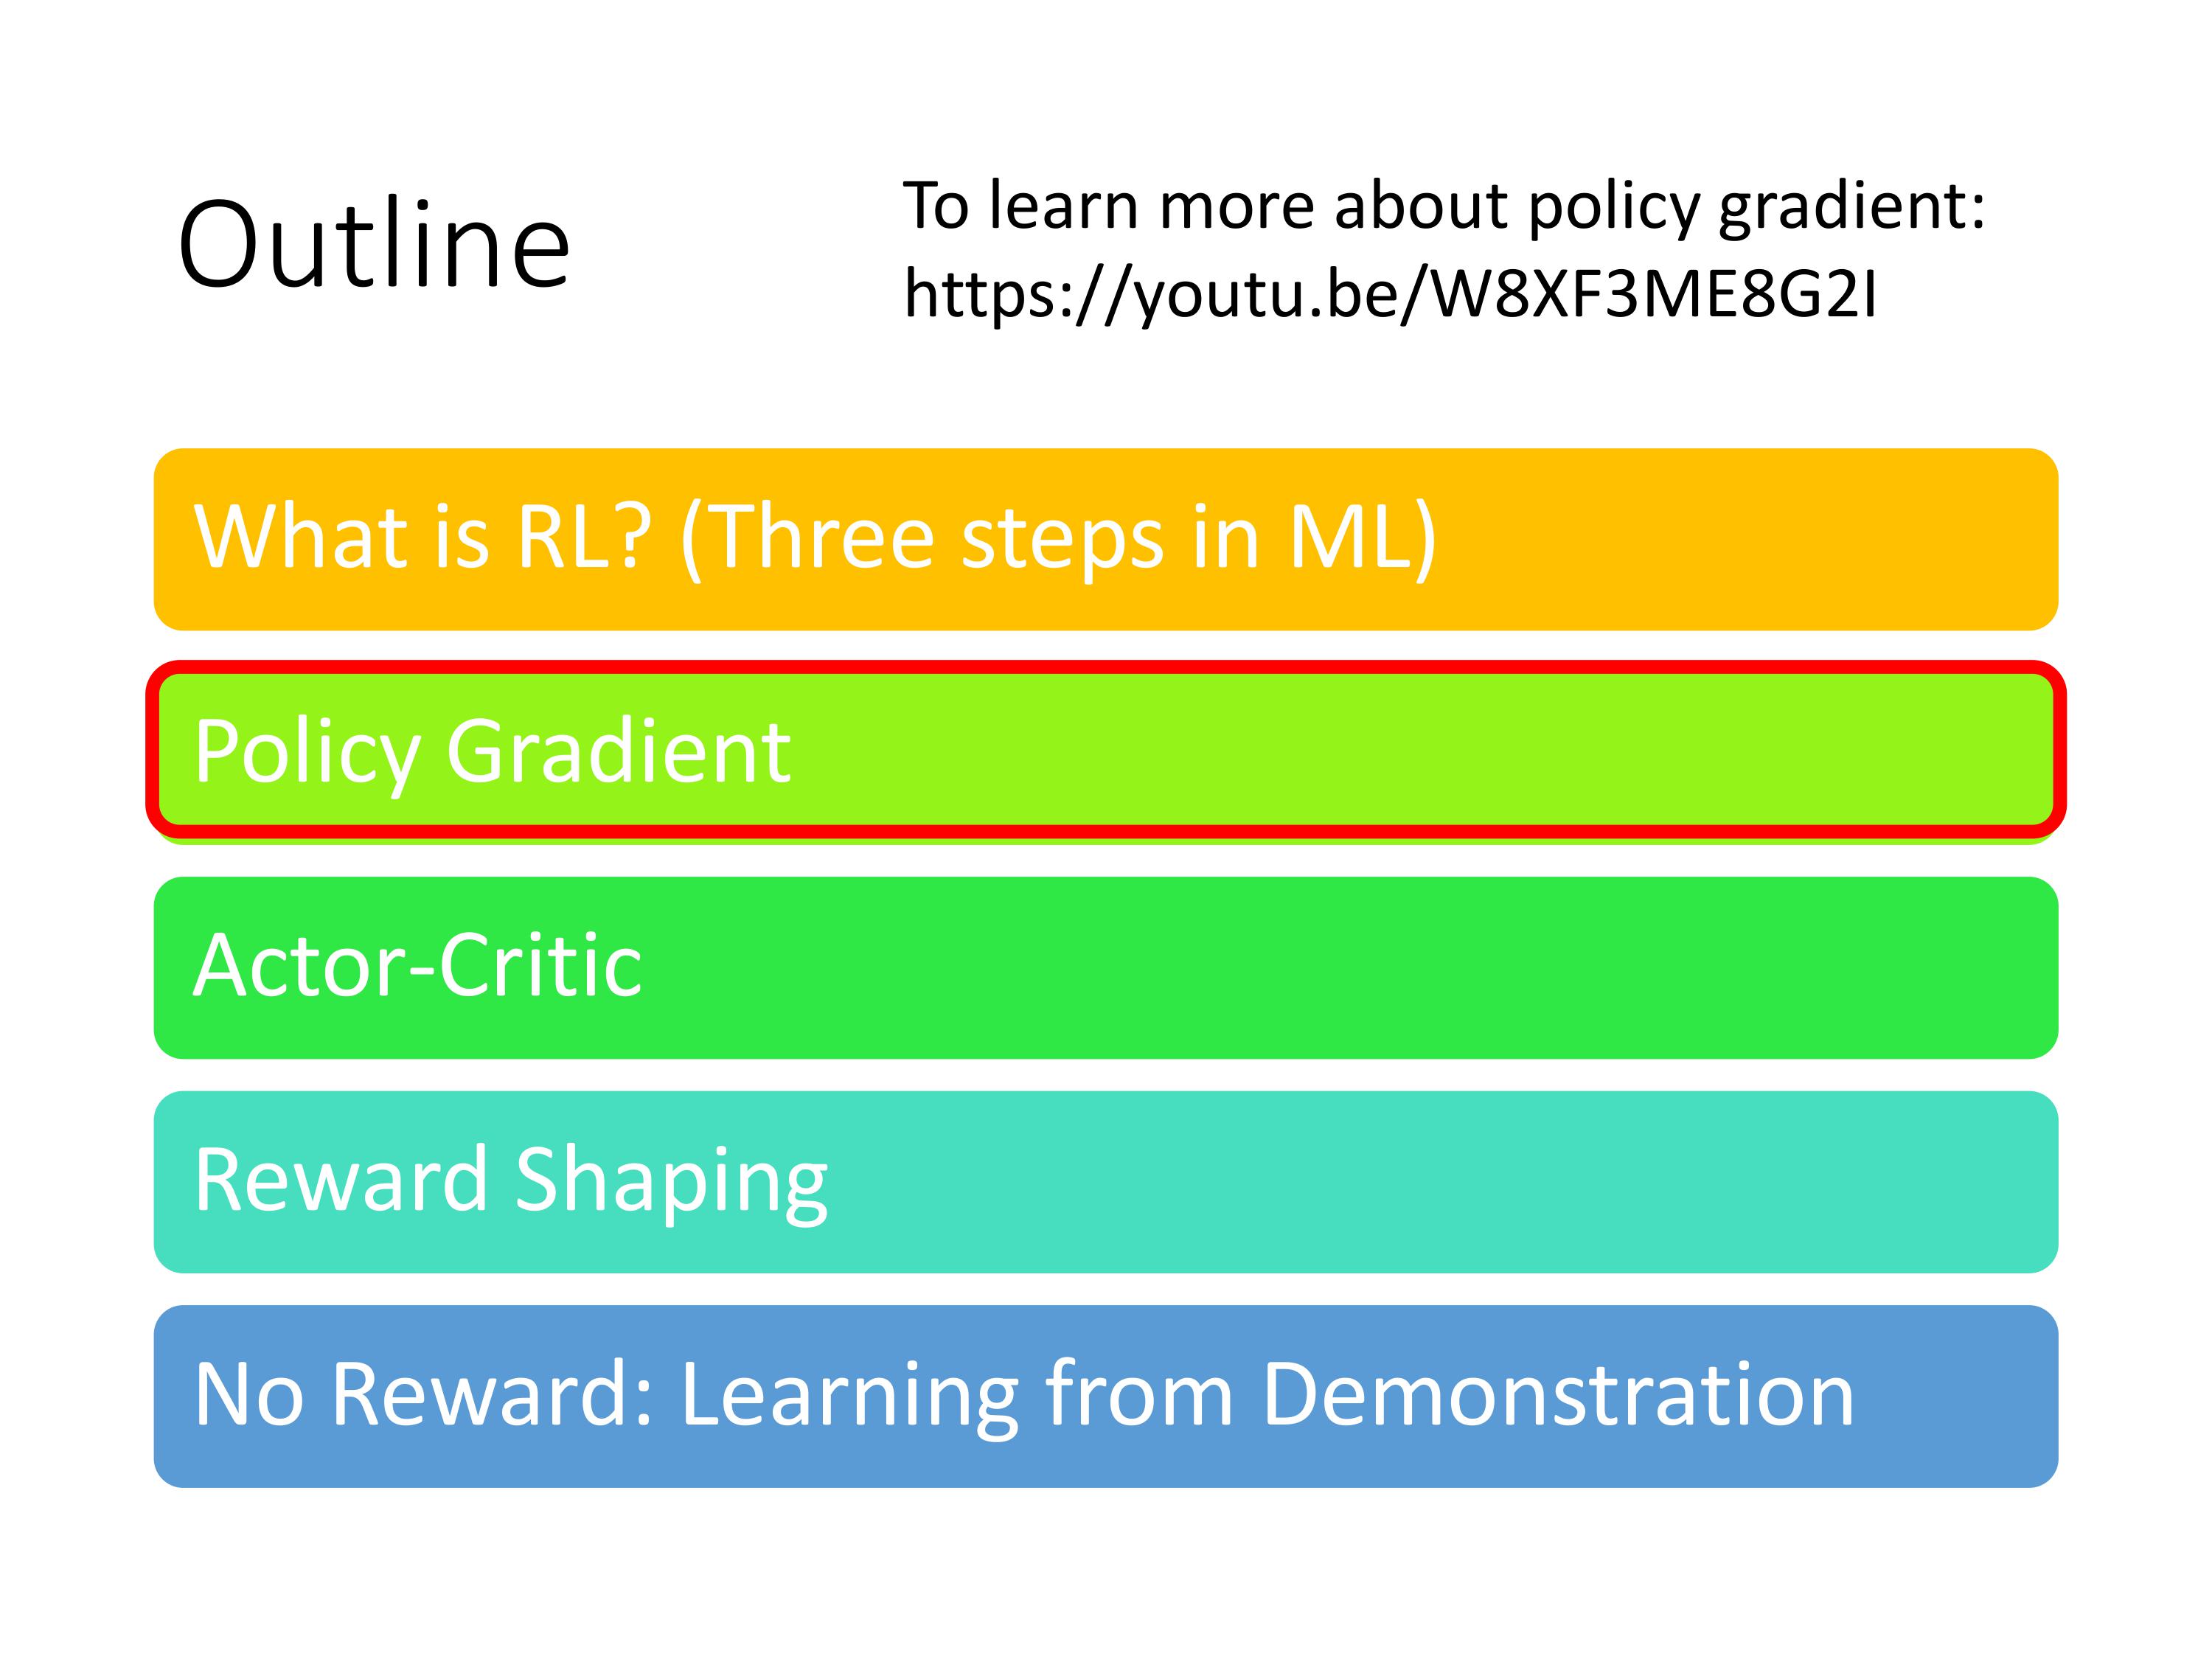 Outline
To learn more about policy gradient:
https://youtu.be/W8XF3ME8G2I
What is RL? (Three steps in ML)
Policy Gradient
Actor-Critic
Reward Shaping
No Reward: Learning from Demonstration